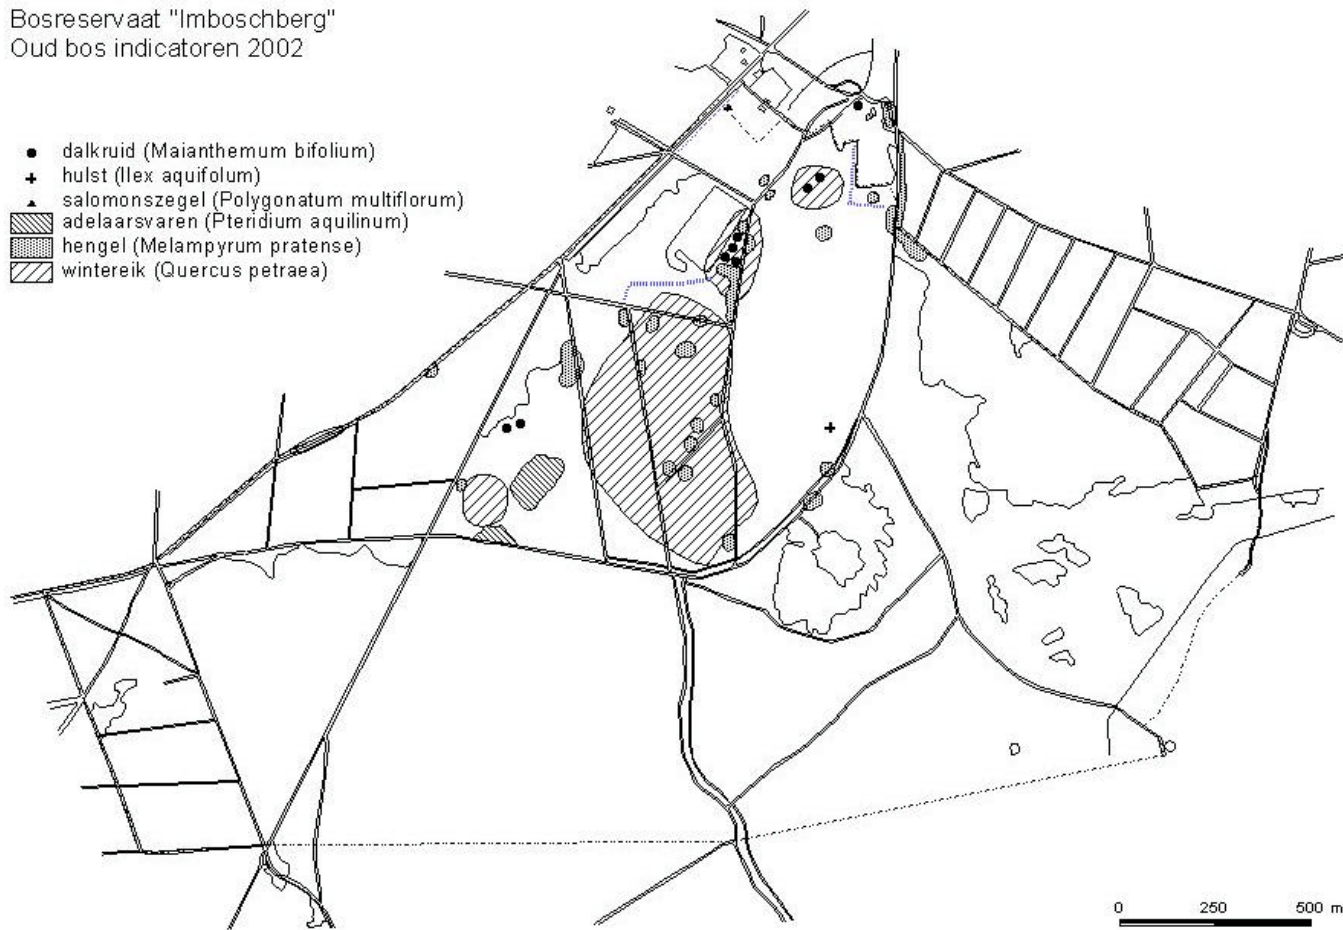 Bosreservaat "Imboschberg"
Oud bos indicatoren 2002
dalkruid (Maianthemum bifolium)
hulst (Ilex aquifolum)
salomonszegel (Polygonatum multiflorum)
adelaarsvaren (Pteridium aquilinum)
hengel (Melampyrum pratense)
wintereik (Quercus petraea)
0 250 500 m